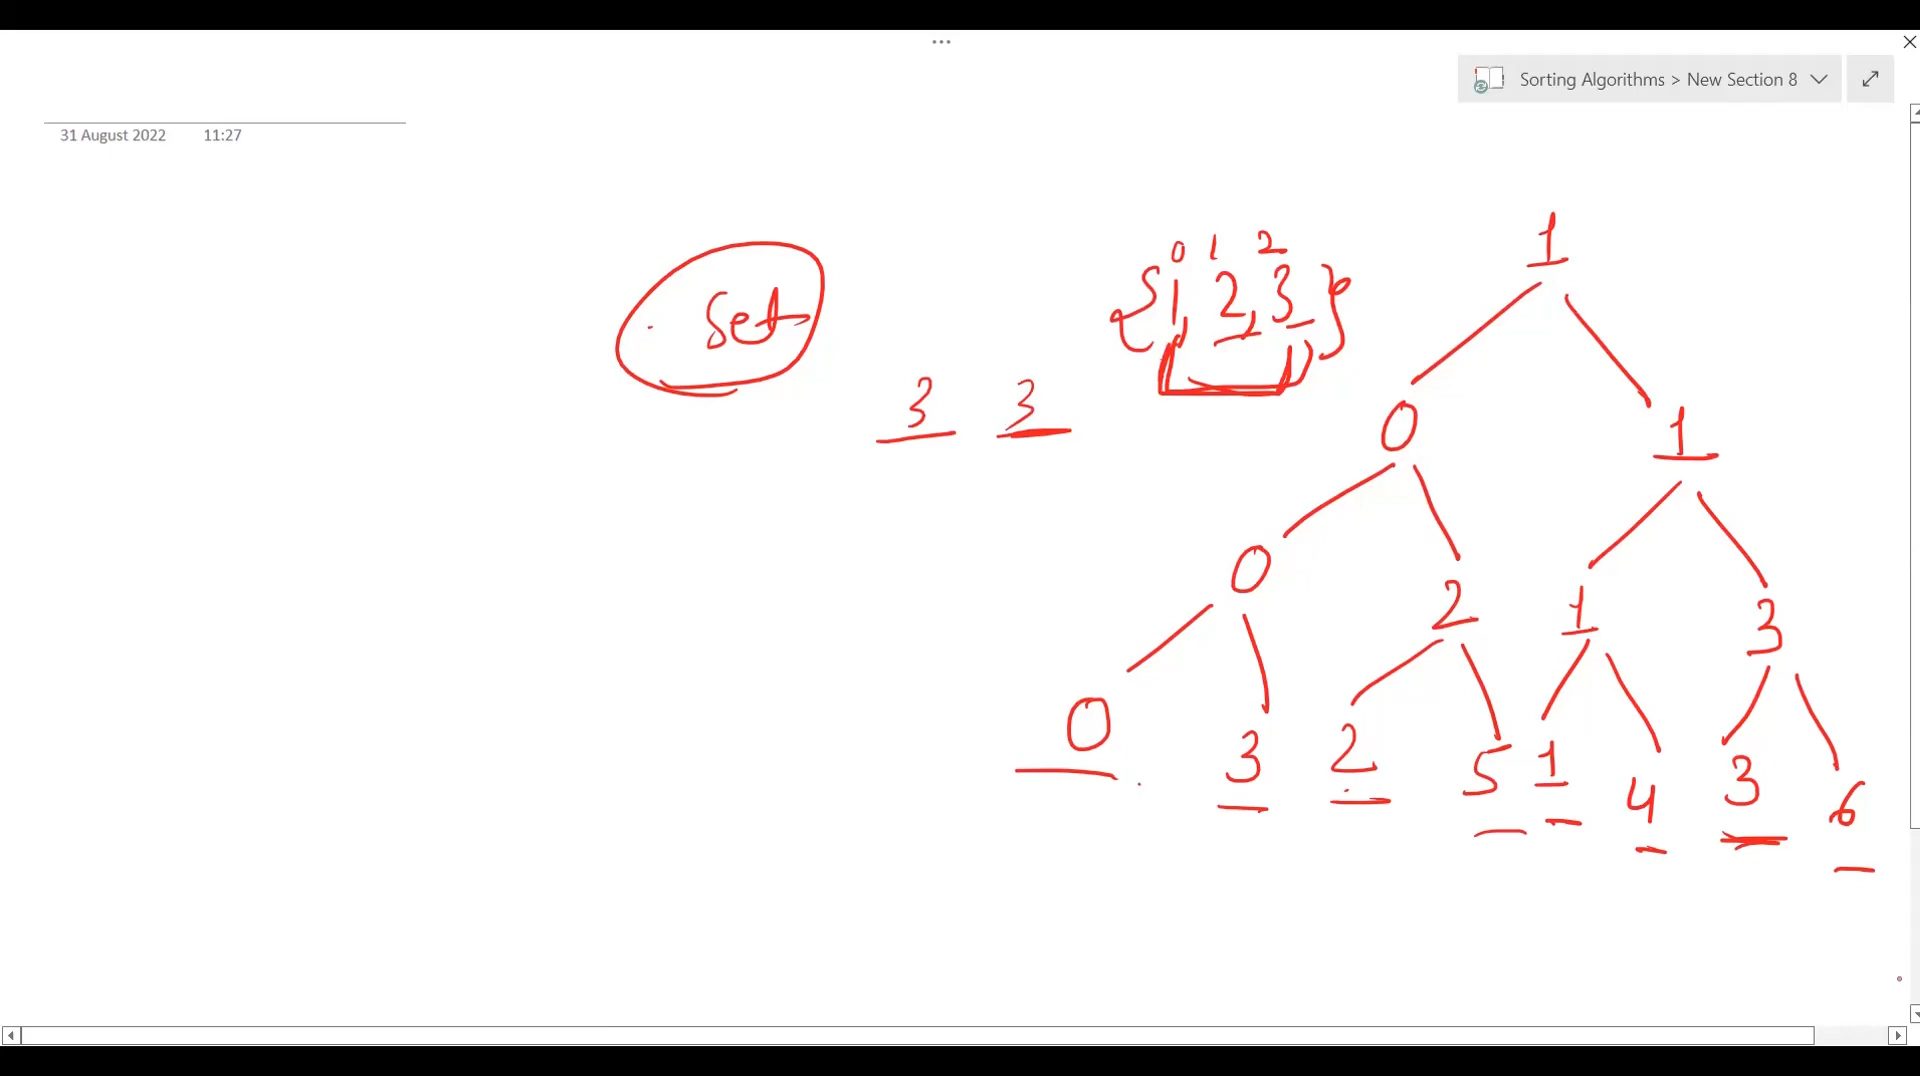 ...
Sorting Algorithms > New Section 8
31 August 2022 11:27
1
0 1 2
Set
{1, 2, 3}
3 3
0 1
0 2 1 3
0 3 2 5 1 4 3 6